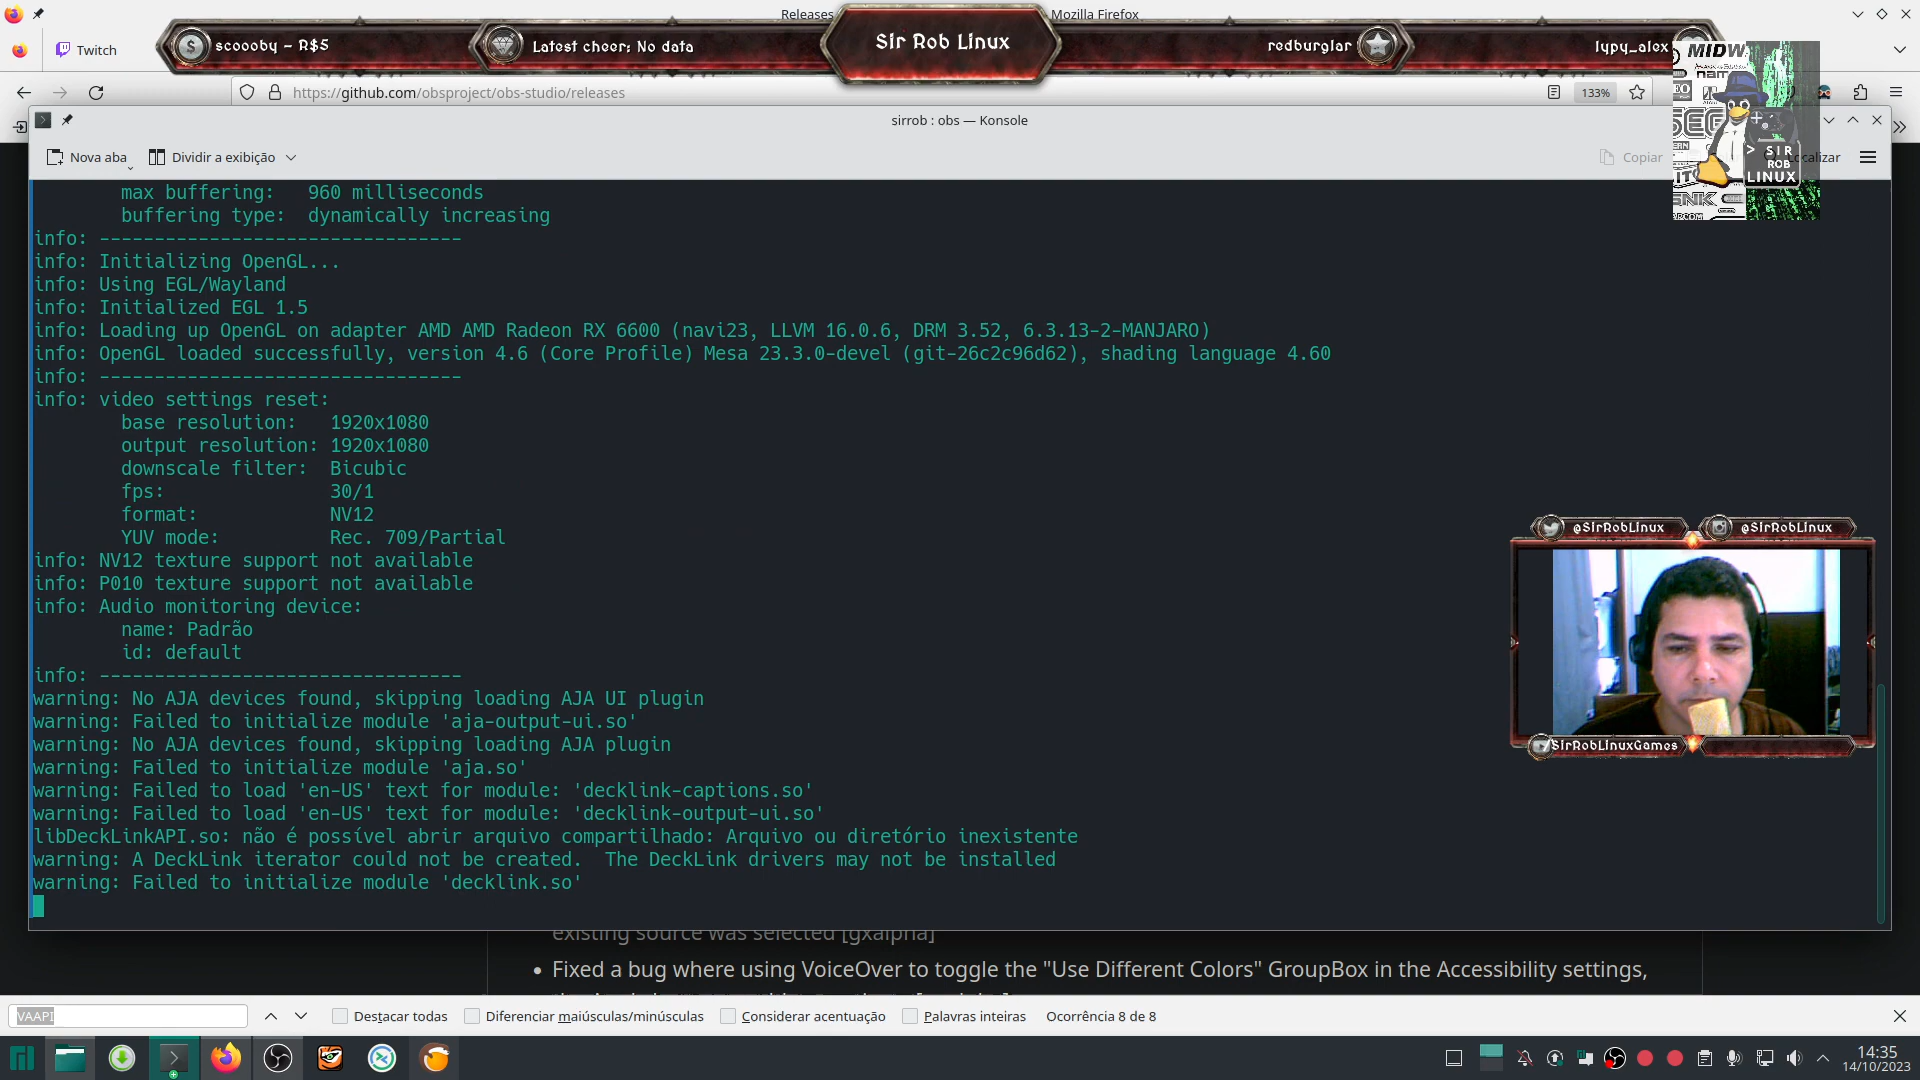 Releases
Mozilla Firefox
Twitch
scoooby - R$5
Latest cheer: No data
Sir Rob Linux
redburglar
lypy_alex
https://github.com/obsproject/obs-studio/releases
133%
sirrob : obs — Konsole
Nova aba
Dividir a exibição
Copiar
Localizar
MIDW
SEG
SNK
> SIR
ROB
LINUX
max buffering: 960 milliseconds
buffering type: dynamically increasing
info: ---------------------------------
info: Initializing OpenGL...
info: Using EGL/Wayland
info: Initialized EGL 1.5
info: Loading up OpenGL on adapter AMD AMD Radeon RX 6600 (navi23, LLVM 16.0.6, DRM 3.52, 6.3.13-2-MANJARO)
info: OpenGL loaded successfully, version 4.6 (Core Profile) Mesa 23.3.0-devel (git-26c2c96d62), shading language 4.60
info: ---------------------------------
info: video settings reset:
base resolution: 1920x1080
output resolution: 1920x1080
downscale filter: Bicubic
fps: 30/1
format: NV12
YUV mode: Rec. 709/Partial
info: NV12 texture support not available
info: P010 texture support not available
info: Audio monitoring device:
name: Padrão
id: default
info: ---------------------------------
warning: No AJA devices found, skipping loading AJA UI plugin
warning: Failed to initialize module 'aja-output-ui.so'
warning: No AJA devices found, skipping loading AJA plugin
warning: Failed to initialize module 'aja.so'
warning: Failed to load 'en-US' text for module: 'decklink-captions.so'
warning: Failed to load 'en-US' text for module: 'decklink-output-ui.so'
libDeckLinkAPI.so: não é possível abrir arquivo compartilhado: Arquivo ou diretório inexistente
warning: A DeckLink iterator could not be created.  The DeckLink drivers may not be installed
warning: Failed to initialize module 'decklink.so'
@SirRobLinux
@SirRobLinux
SirRobLinuxGames
existing source was selected [gxalpha]
• Fixed a bug where using VoiceOver to toggle the "Use Different Colors" GroupBox in the Accessibility settings,
VAAPI
Destacar todas
Diferenciar maiúsculas/minúsculas
Considerar acentuação
Palavras inteiras
Ocorrência 8 de 8
14:35
14/10/2023